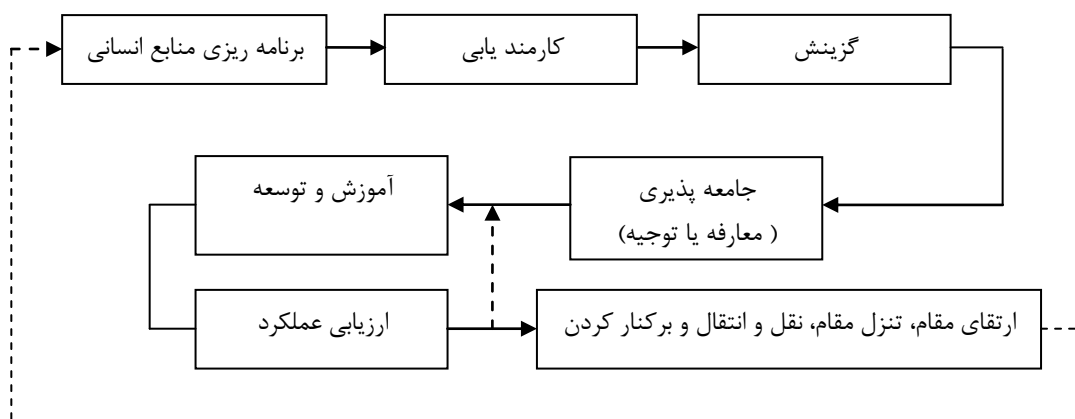 برنامه ریزی منابع انسانی
کارمند یابی
گزینش
جامعه پذیری
( معارفه یا توجیه)
آموزش و توسعه
ارزیابی عملکرد
ارتقای مقام، تنزل مقام، نقل و انتقال و برکنار کردن